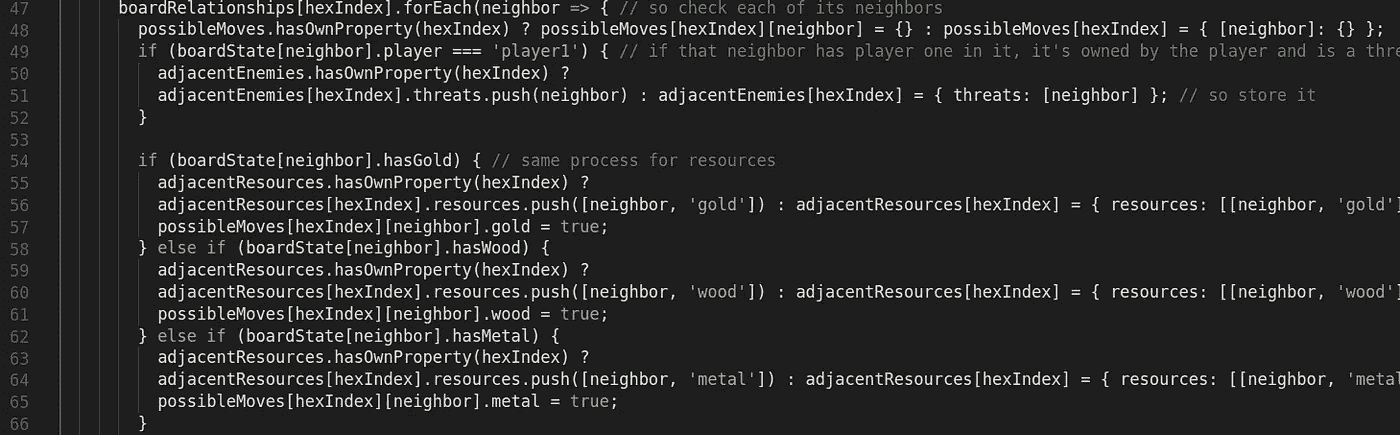 47 boardRelationships[hexIndex].forEach(neighbor => { // so check each of its neighbors
48 possibleMoves.hasOwnProperty(hexIndex) ? possibleMoves[hexIndex][neighbor] = {} : possibleMoves[hexIndex] = { [neighbor]: {} };
49 if (boardState[neighbor].player === 'player1') { // if that neighbor has player one in it, it's owned by the player and is a thre
50 adjacentEnemies.hasOwnProperty(hexIndex) ?
51 adjacentEnemies[hexIndex].threats.push(neighbor) : adjacentEnemies[hexIndex] = { threats: [neighbor] }; // so store it
52 }
53
54 if (boardState[neighbor].hasGold) { // same process for resources
55 adjacentResources.hasOwnProperty(hexIndex) ?
56 adjacentResources[hexIndex].resources.push([neighbor, 'gold']) : adjacentResources[hexIndex] = { resources: [[neighbor, 'gold']
57 possibleMoves[hexIndex][neighbor].gold = true;
58 } else if (boardState[neighbor].hasWood) {
59 adjacentResources.hasOwnProperty(hexIndex) ?
60 adjacentResources[hexIndex].resources.push([neighbor, 'wood']) : adjacentResources[hexIndex] = { resources: [[neighbor, 'wood']
61 possibleMoves[hexIndex][neighbor].wood = true;
62 } else if (boardState[neighbor].hasMetal) {
63 adjacentResources.hasOwnProperty(hexIndex) ?
64 adjacentResources[hexIndex].resources.push([neighbor, 'metal']) : adjacentResources[hexIndex] = { resources: [[neighbor, 'metal
65 possibleMoves[hexIndex][neighbor].metal = true;
66 }